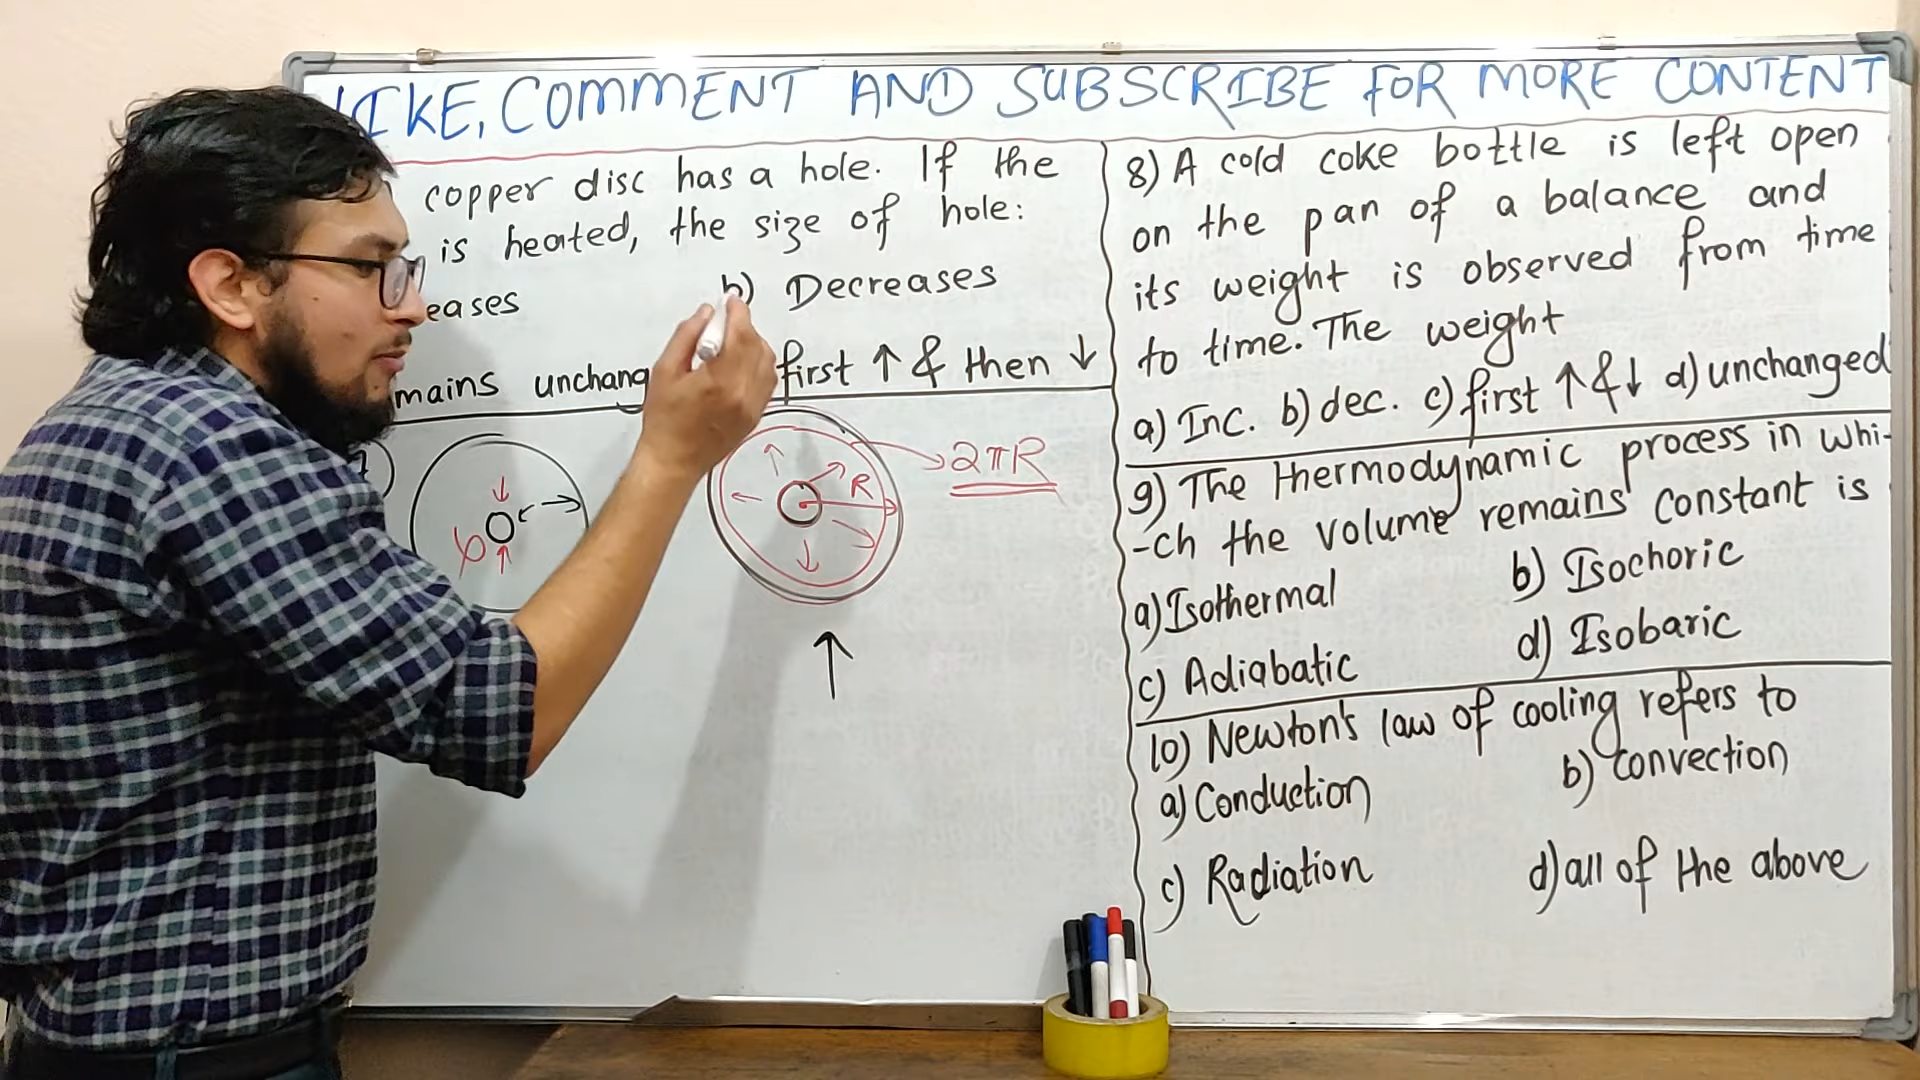 LIKE, COMMENT AND SUBSCRIBE FOR MORE CONTENT
copper disc has a hole. If the
is heated, the size of hole:
eases b) Decreases
mains unchang first ↑ & then ↓
7)
r
R
2πR
8) A cold coke bottle is left open
on the pan of a balance and
its weight is observed from time
to time. The weight
a) Inc. b) dec. c) first ↑&↓ d) unchanged
9) The thermodynamic process in whi-
-ch the volume remains constant is
a) Isothermal b) Isochoric
c) Adiabatic d) Isobaric
10) Newton's law of cooling refers to
a) Conduction b) convection
c) Radiation d) all of the above